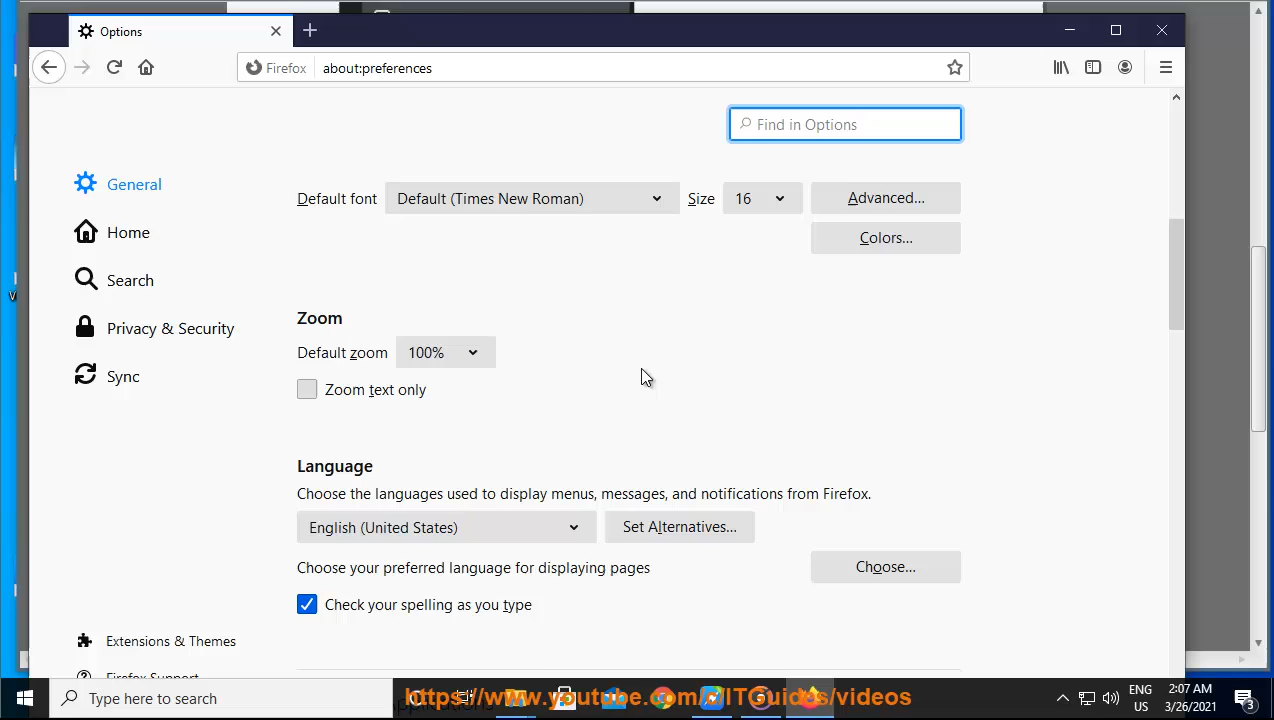 Options
Firefox
about:preferences
Find in Options
General
Default font
Default (Times New Roman)
Size
16
Advanced...
Colors...
Home
Search
Zoom
Privacy & Security
Default zoom
100%
Sync
Zoom text only
Language
Choose the languages used to display menus, messages, and notifications from Firefox.
English (United States)
Set Alternatives...
Choose your preferred language for displaying pages
Choose...
Check your spelling as you type
Extensions & Themes
Firefox Support
Type here to search
https://www.youtube.com/c/ITGuides/videos
Applications
ENG
US
2:07 AM
3/26/2021
3